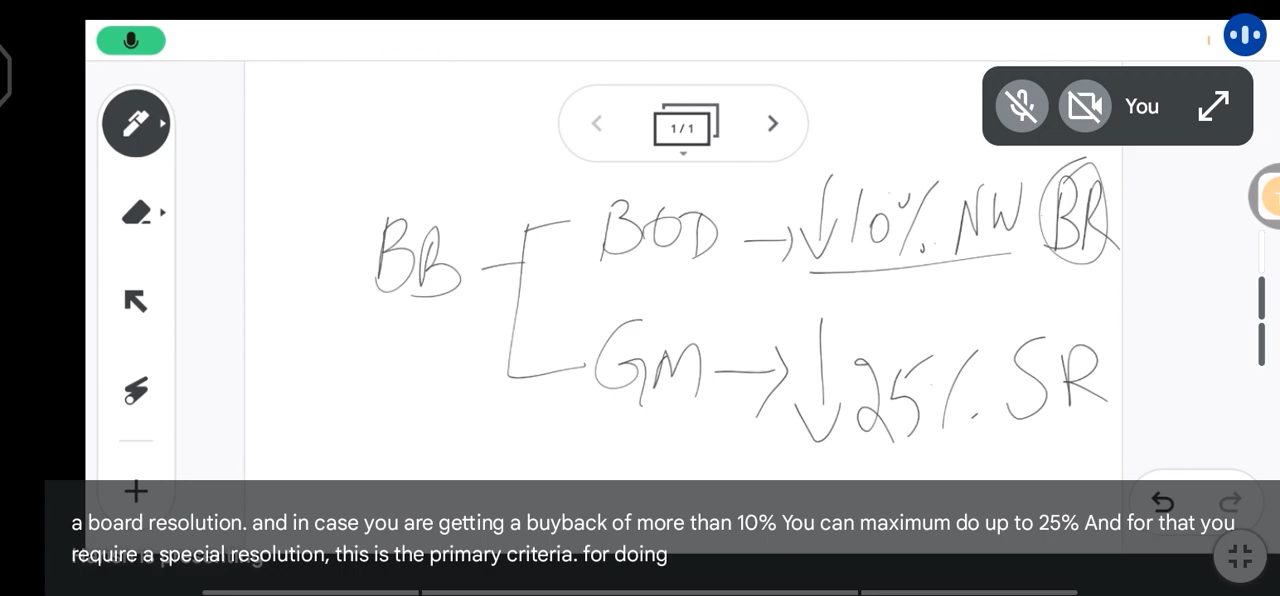 You
1/1
BB
BOD → ↓ 10% NW BR
GM → ↓ 25% SR
a board resolution. and in case you are getting a buyback of more than 10% You can maximum do up to 25% And for that you
require a special resolution, this is the primary criteria. for doing